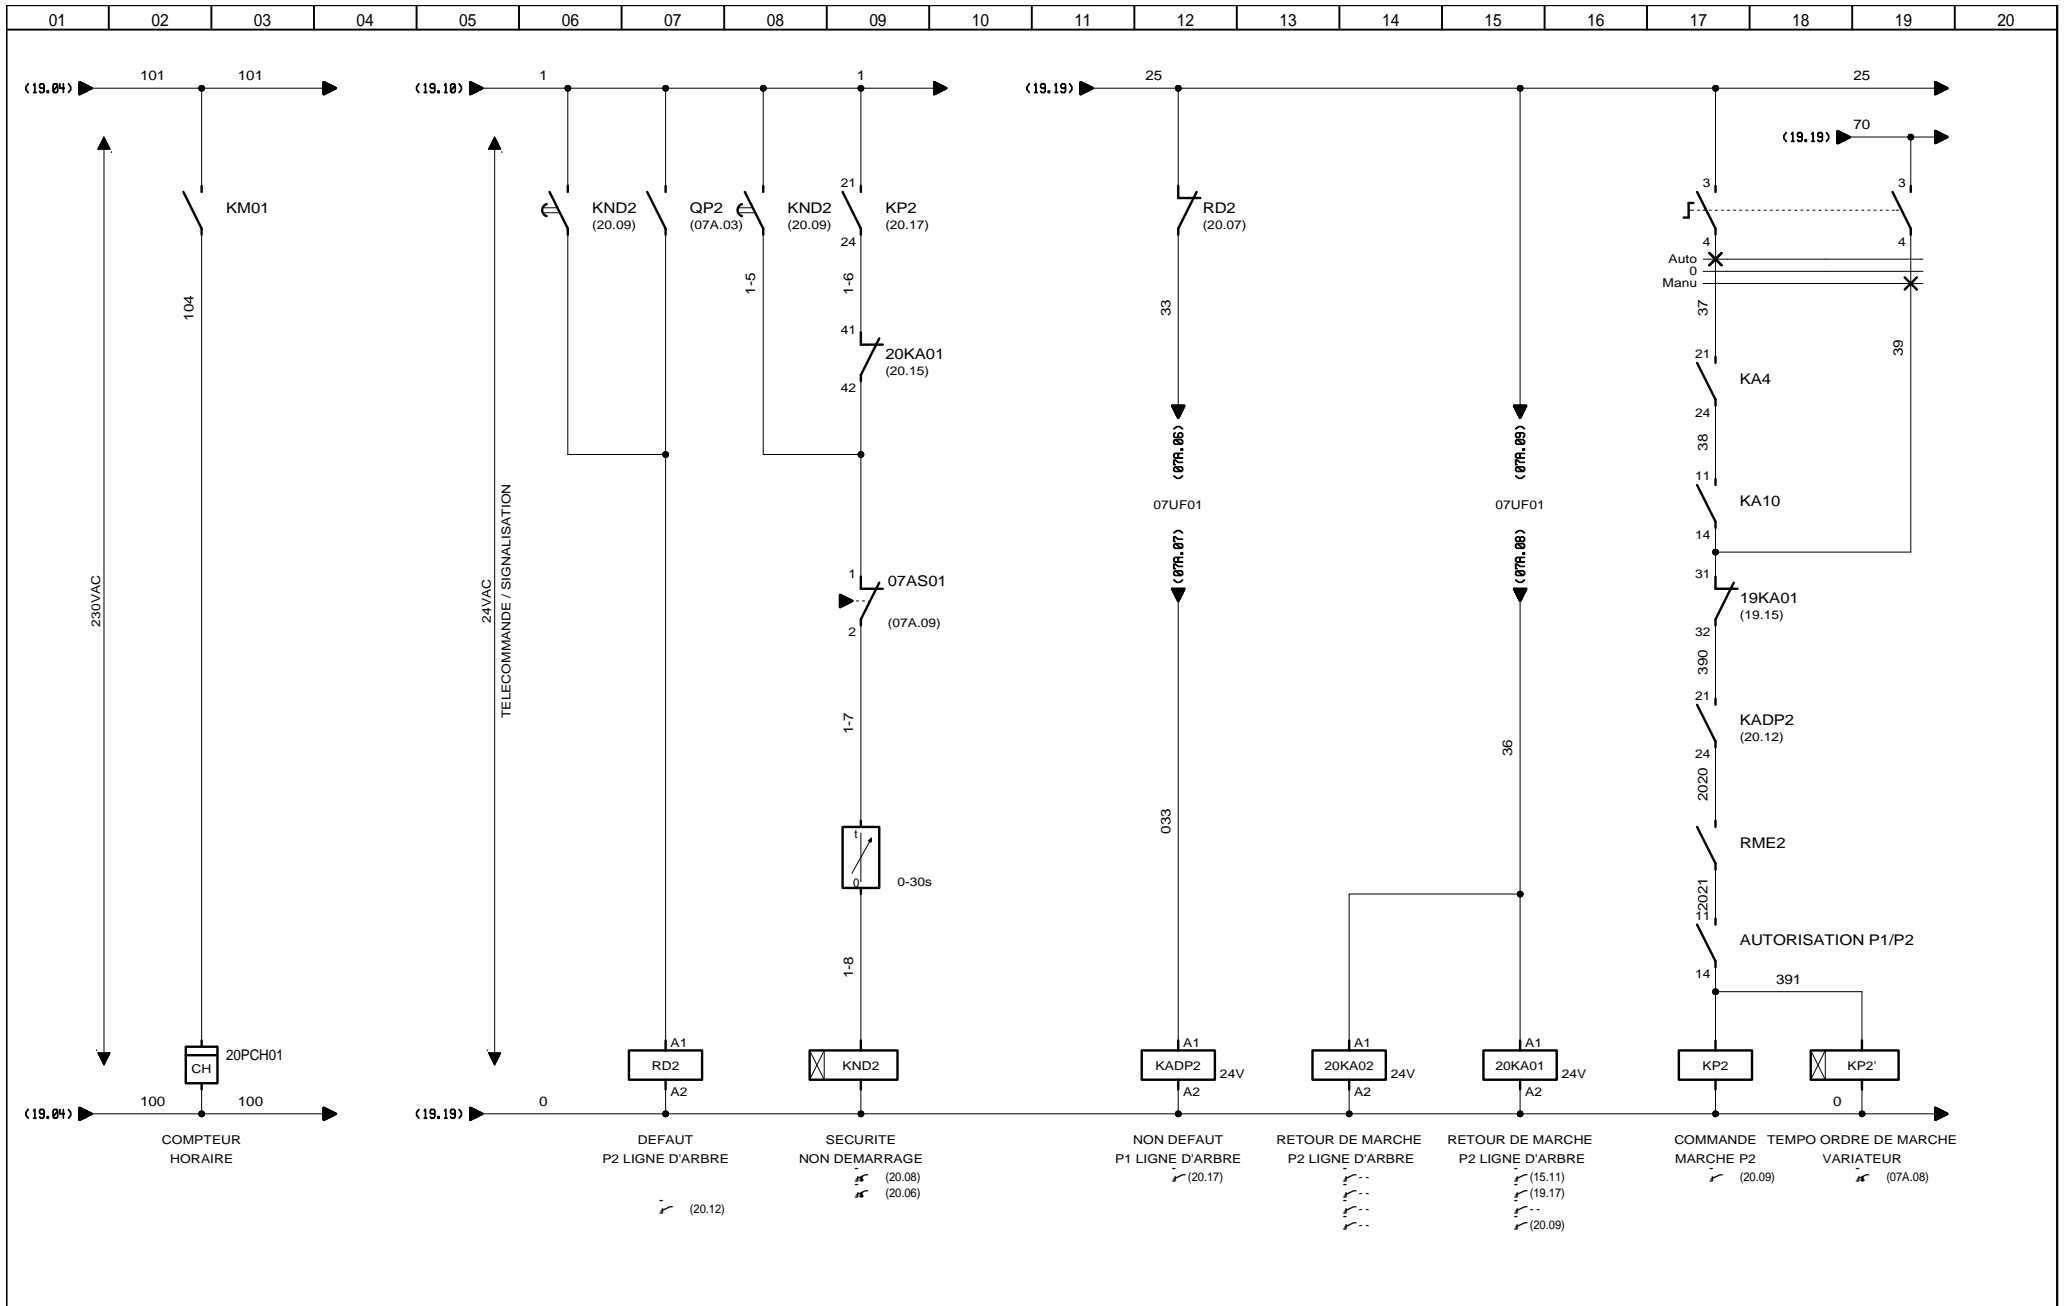 01 02 03 04 05 06 07 08 09 10 11 12 13 14 15 16 17 18 19 20
101 101 1 1 25 25
(19.04) (19.10) (19.19)
(19.19) 70
21 3 3
KM01 KND2 QP2 KND2 KP2 RD2
(20.09) (07A.03) (20.09) (20.17) (20.07)
24 4 4
Auto
0
Manu
104 1-5 1-6 33 37 39
41
20KA01
(20.15)
42
21
KA4
24
(07A.06) (07A.09)
38
11
07UF01 07UF01 KA10
14
(07A.07) (07A.08)
230VAC
24VAC
TELECOMMANDE / SIGNALISATION
1
07AS01
(07A.09)
2
31
19KA01
(19.15)
32
390
21
KADP2
(20.12)
24
1-7 36 2020
033
t
0
0-30s
RME2
12021
11
AUTORISATION P1/P2
14
1-8
391
20PCH01
CH
A1 A1 A1 A1
RD2 KND2 KADP2 24V 20KA02 24V 20KA01 24V KP2 KP2'
A2 A2 A2 A2
(19.04) 100 100 (19.19) 0 0
COMPTEUR
HORAIRE
DEFAUT
P2 LIGNE D'ARBRE
(20.12)
SECURITE
NON DEMARRAGE
(20.08)
(20.06)
NON DEFAUT
P1 LIGNE D'ARBRE
(20.17)
RETOUR DE MARCHE
P2 LIGNE D'ARBRE
--
--
--
--
RETOUR DE MARCHE
P2 LIGNE D'ARBRE
(15.11)
(19.17)
--
(20.09)
COMMANDE
MARCHE P2
(20.09)
TEMPO ORDRE DE MARCHE
VARIATEUR
(07A.08)